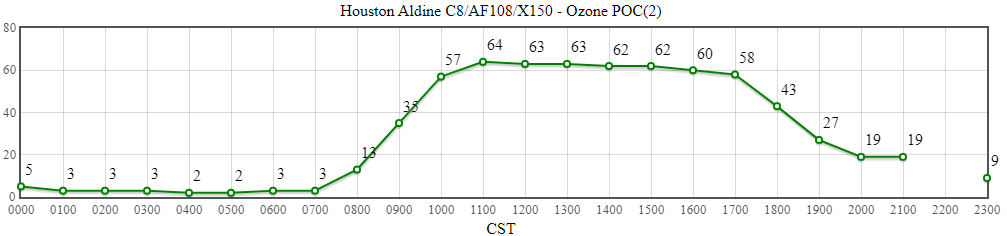 Houston Aldine C8/AF108/X150 - Ozone POC(2)
80
60
40
20
0
5 3 3 3 2 2 3 3 13 35 57 64 63 63 62 62 60 58 43 27 19 19 9
0000 0100 0200 0300 0400 0500 0600 0700 0800 0900 1000 1100 1200 1300 1400 1500 1600 1700 1800 1900 2000 2100 2200 2300
CST